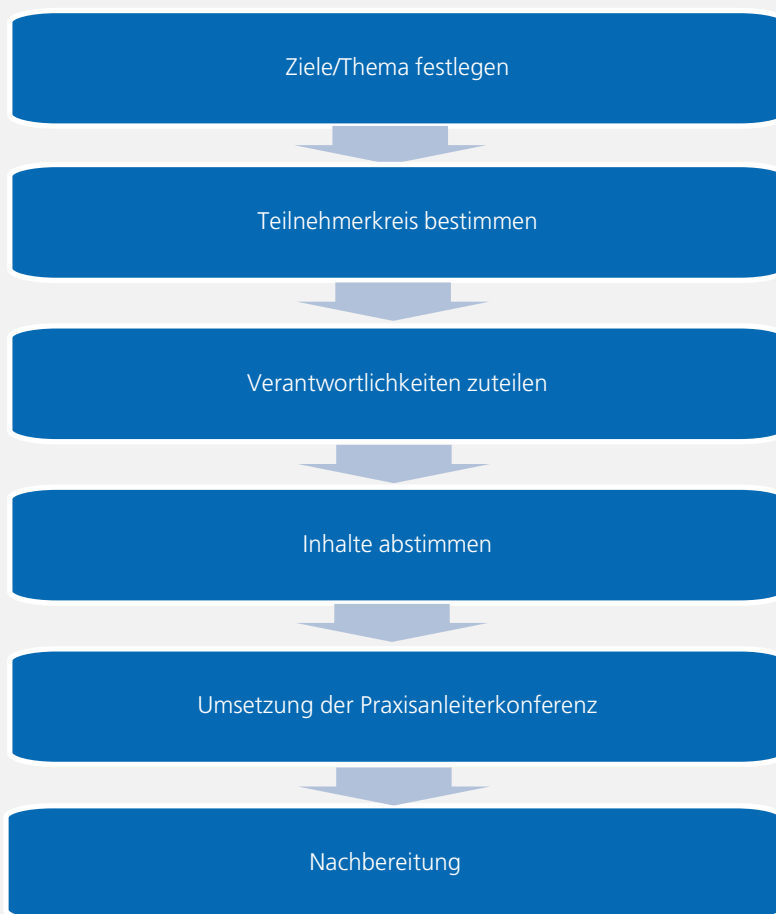 Ziele/Thema festlegen
Teilnehmerkreis bestimmen
Verantwortlichkeiten zuteilen
Inhalte abstimmen
Umsetzung der Praxisanleiterkonferenz
Nachbereitung